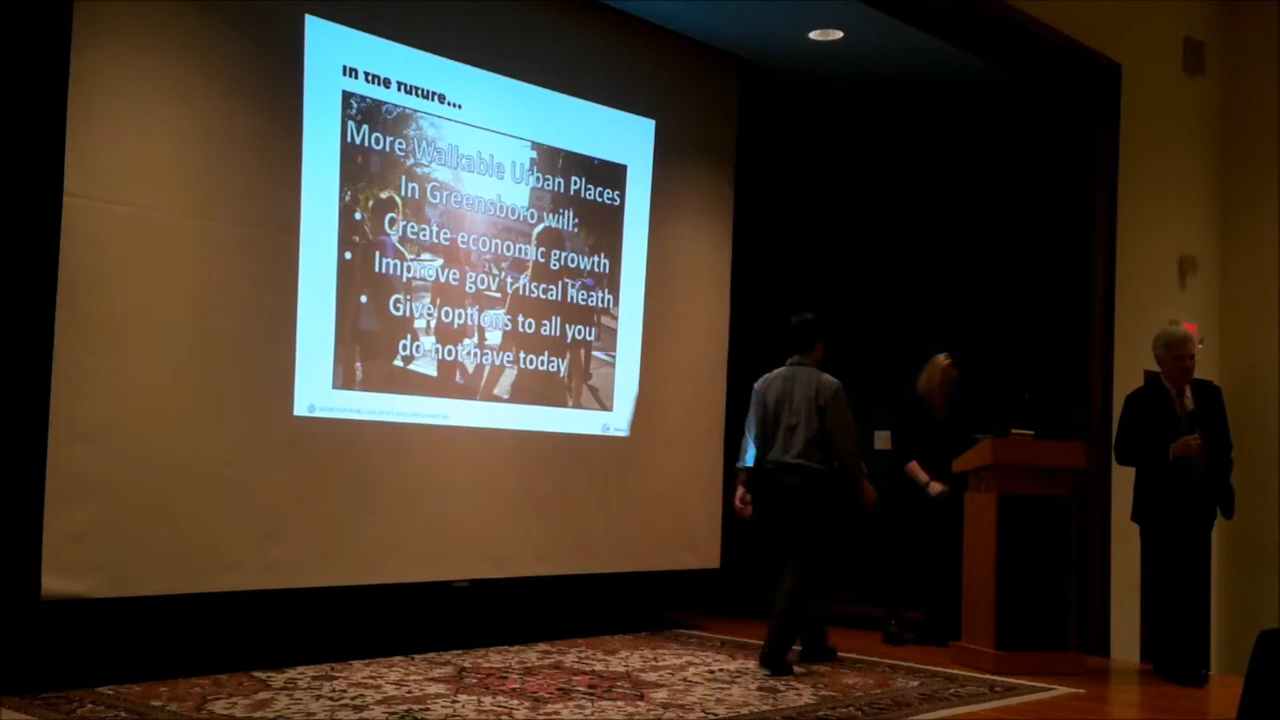 In the future...
More Walkable Urban Places
In Greensboro will:
• Create economic growth
• Improve gov't fiscal heath
• Give options to all you
do not have today